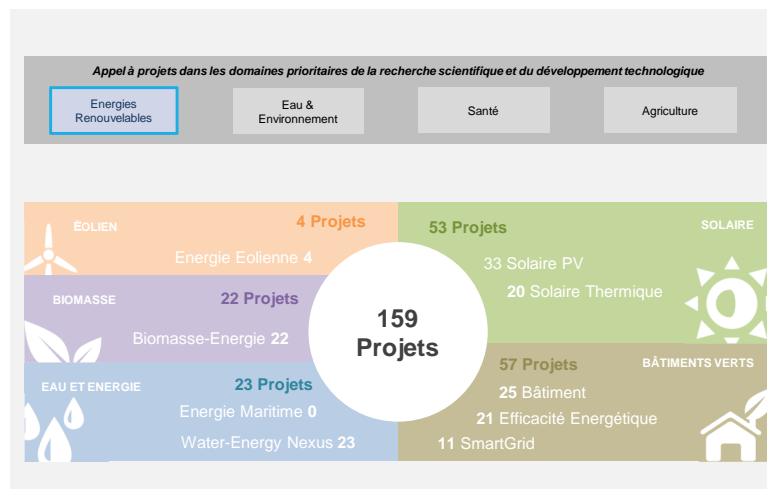 Appel à projets dans les domaines prioritaires de la recherche scientifique et du développement technologique
Energies
Renouvelables
Eau &
Environnement
Santé
Agriculture
ÉOLIEN
4 Projets
Energie Eolienne 4
BIOMASSE
22 Projets
Biomasse-Energie 22
EAU ET ENERGIE
23 Projets
Energie Maritime 0
Water-Energy Nexus 23
159
Projets
53 Projets
SOLAIRE
33 Solaire PV
20 Solaire Thermique
57 Projets
BÂTIMENTS VERTS
25 Bâtiment
21 Efficacité Energétique
11 SmartGrid